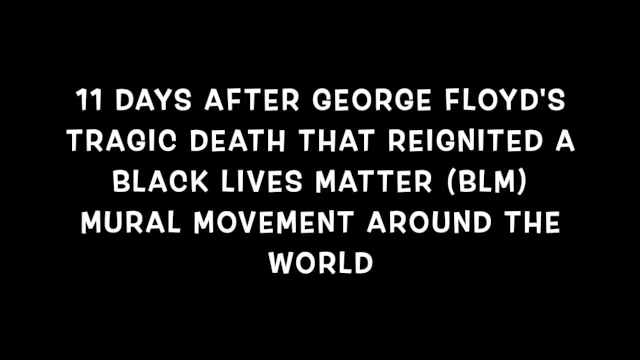 11 DAYS AFTER GEORGE FLOYD'S
TRAGIC DEATH THAT REIGNITED A
BLACK LIVES MATTER (BLM)
MURAL MOVEMENT AROUND THE
WORLD